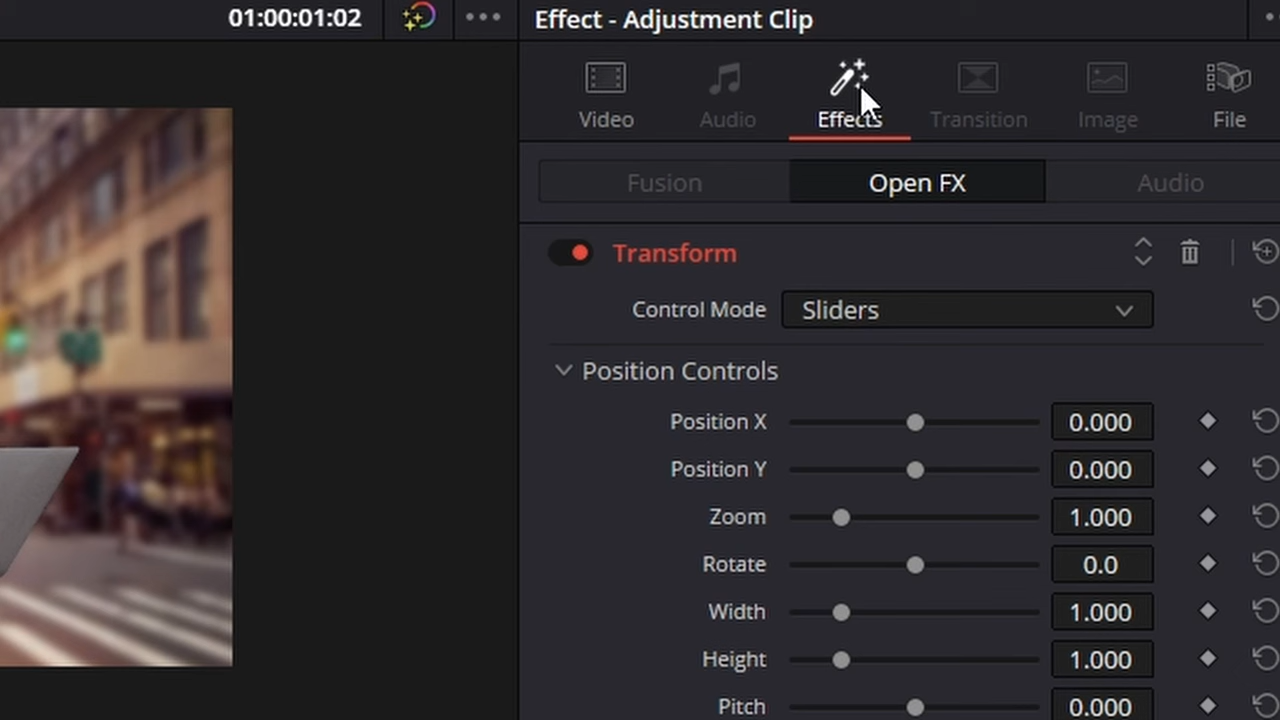 01:00:01:02
Effect - Adjustment Clip
Video Audio Effects Transition Image File
Fusion Open FX Audio
Transform
Control Mode Sliders
Position Controls
Position X 0.000
Position Y 0.000
Zoom 1.000
Rotate 0.0
Width 1.000
Height 1.000
Pitch 0.000